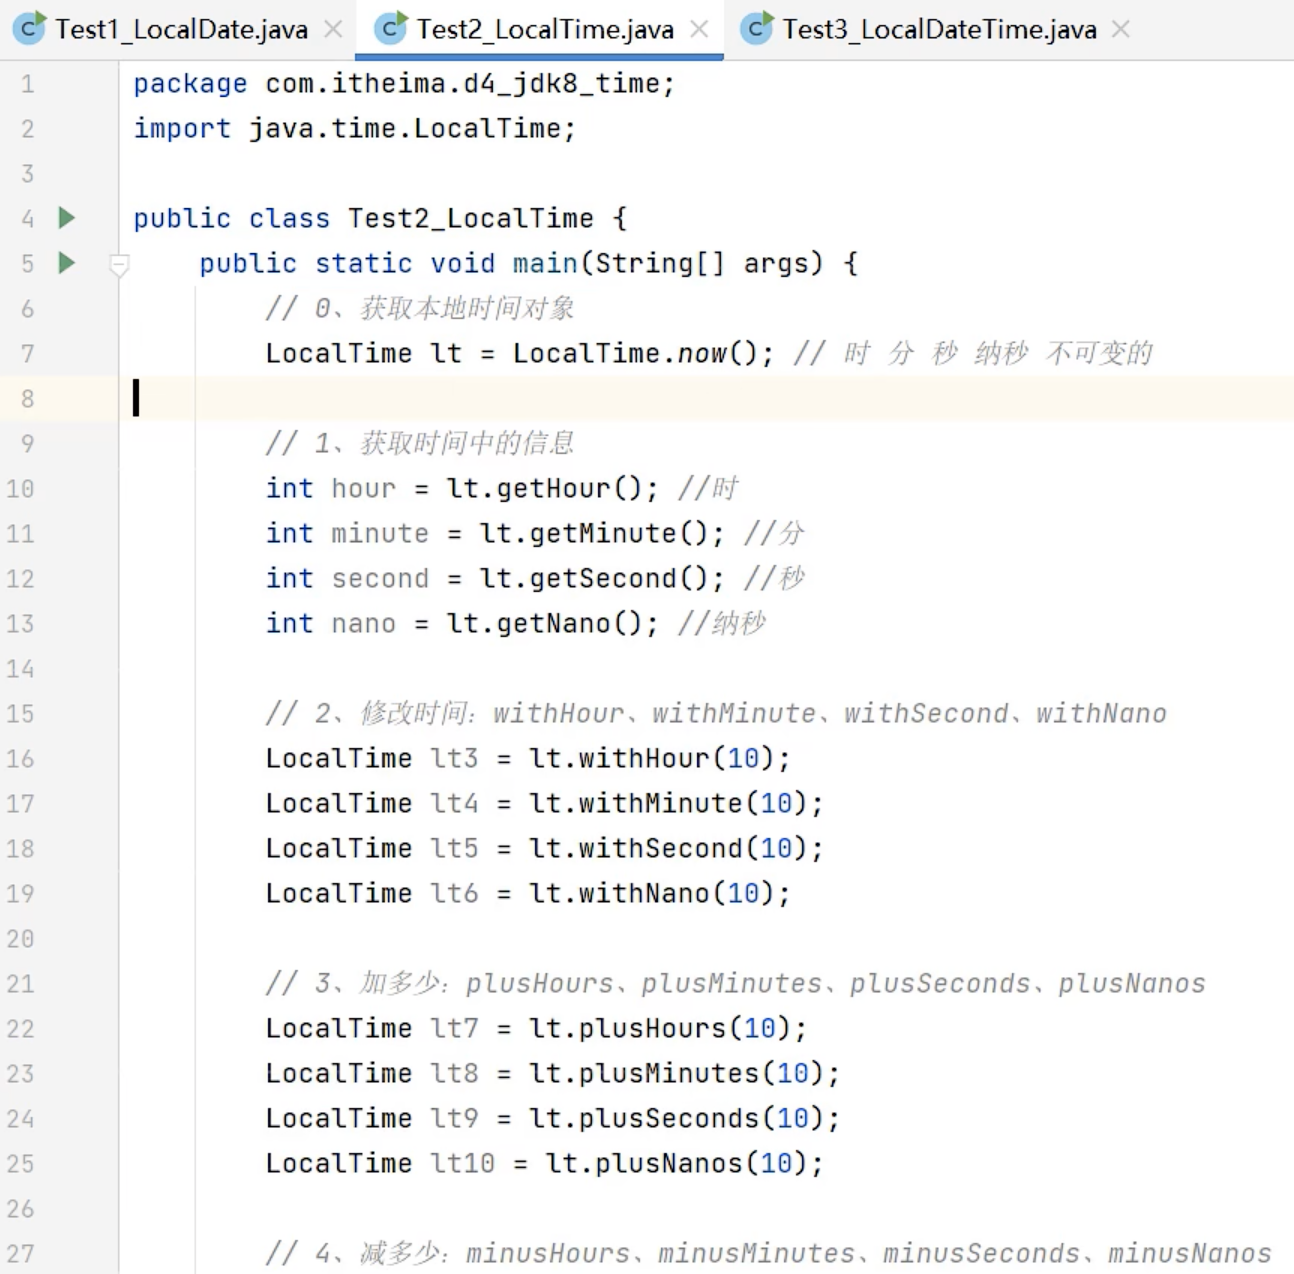 Test1_LocalDate.java
Test2_LocalTime.java
Test3_LocalDateTime.java
1 package com.itheima.d4_jdk8_time;
2 import java.time.LocalTime;
3
4 public class Test2_LocalTime {
5 public static void main(String[] args) {
6 // 0、获取本地时间对象
7 LocalTime lt = LocalTime.now(); // 时 分 秒 纳秒 不可变的
8
9 // 1、获取时间中的信息
10 int hour = lt.getHour(); //时
11 int minute = lt.getMinute(); //分
12 int second = lt.getSecond(); //秒
13 int nano = lt.getNano(); //纳秒
14
15 // 2、修改时间：withHour、withMinute、withSecond、withNano
16 LocalTime lt3 = lt.withHour(10);
17 LocalTime lt4 = lt.withMinute(10);
18 LocalTime lt5 = lt.withSecond(10);
19 LocalTime lt6 = lt.withNano(10);
20
21 // 3、加多少：plusHours、plusMinutes、plusSeconds、plusNanos
22 LocalTime lt7 = lt.plusHours(10);
23 LocalTime lt8 = lt.plusMinutes(10);
24 LocalTime lt9 = lt.plusSeconds(10);
25 LocalTime lt10 = lt.plusNanos(10);
26
27 // 4、减多少：minusHours、minusMinutes、minusSeconds、minusNanos